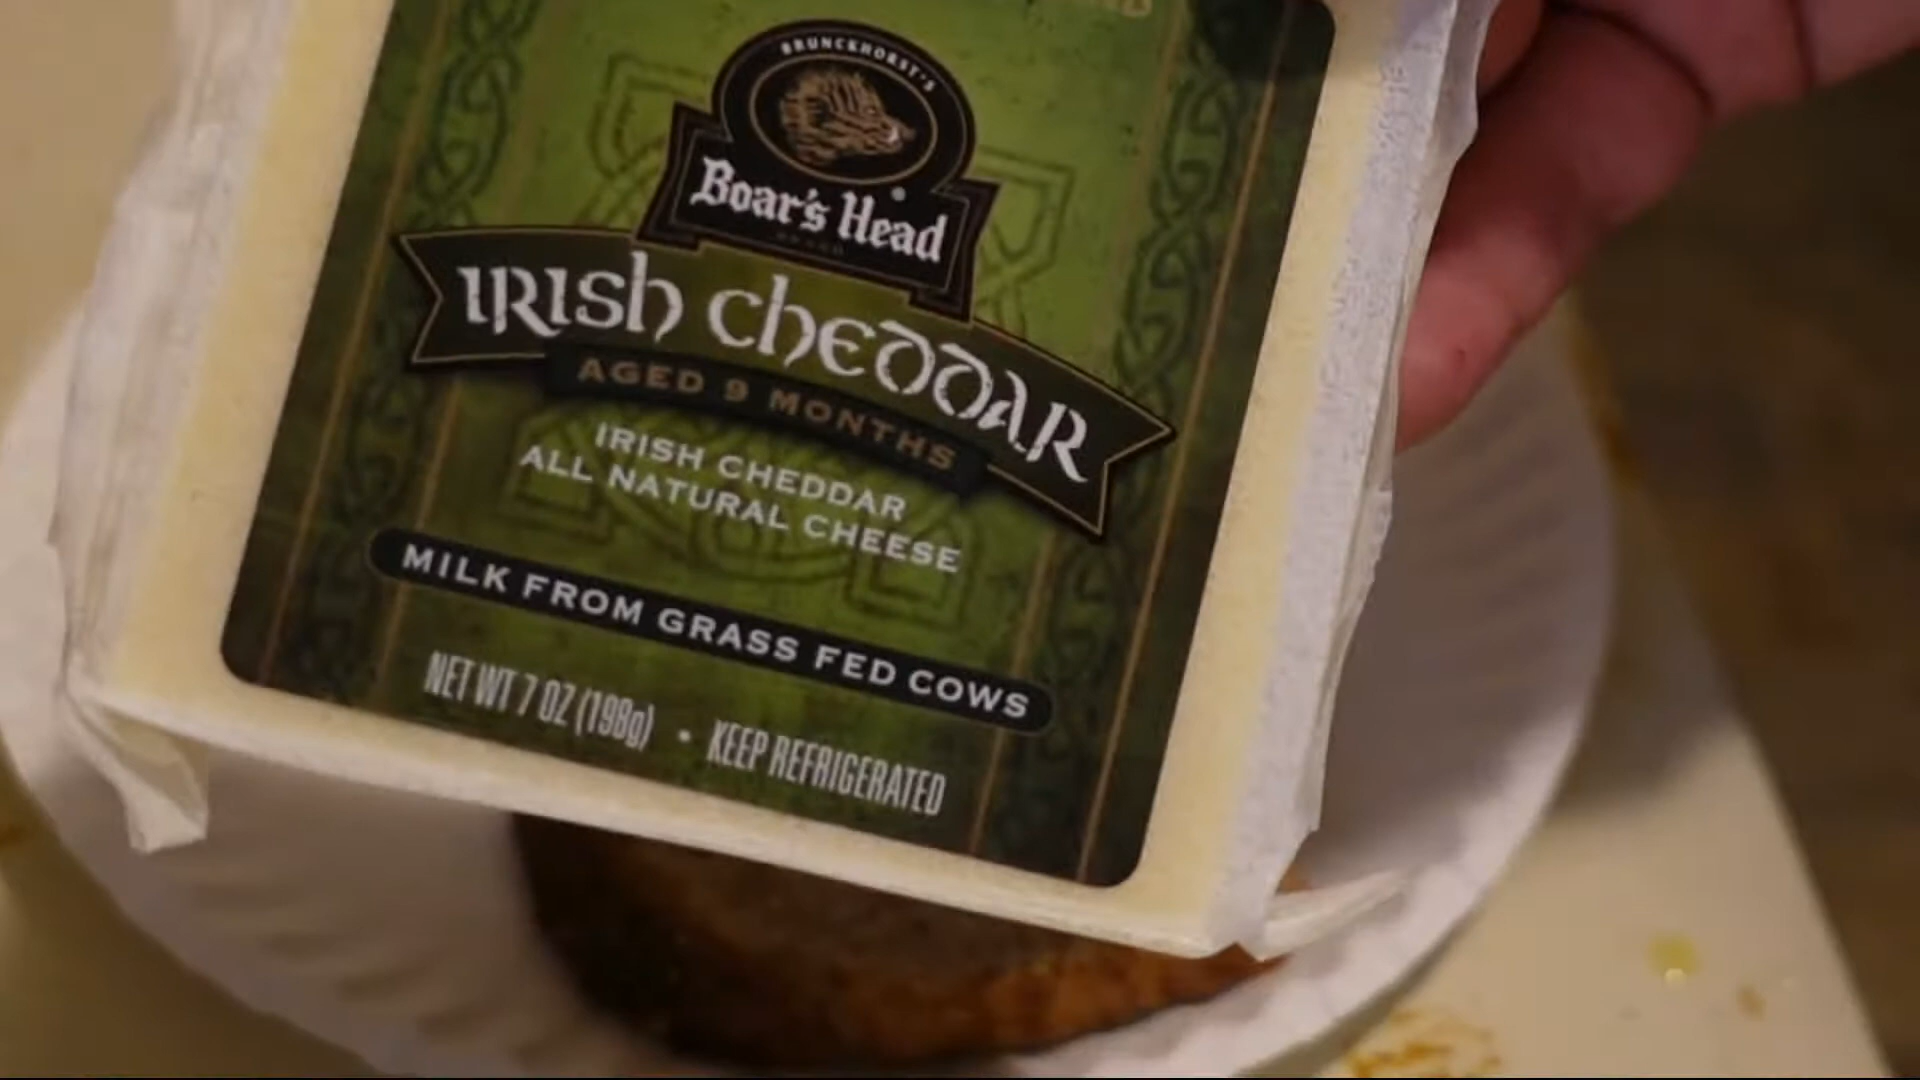 BRUNCKHORST'S
Boar's Head
BRAND
IRISH CHEDDAR
AGED 9 MONTHS
IRISH CHEDDAR
ALL NATURAL CHEESE
MILK FROM GRASS FED COWS
NET WT 7 OZ (198g) • KEEP REFRIGERATED